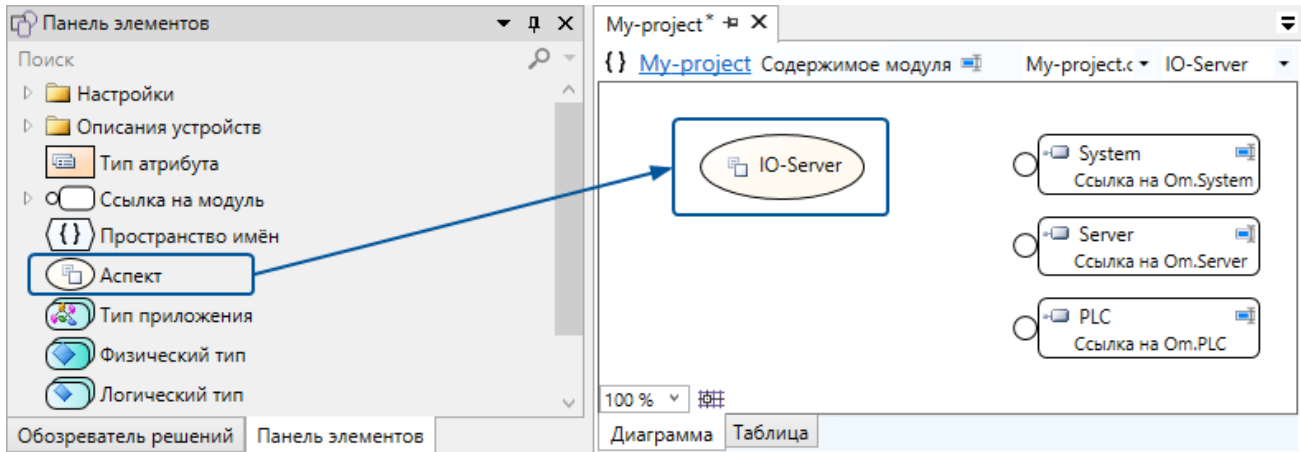 Панель элементов
Поиск
Настройки
Описания устройств
Тип атрибута
Ссылка на модуль
{ } Пространство имён
Аспект
Тип приложения
Физический тип
Логический тип
Обозреватель решений Панель элементов
My-project*
{} My-project Содержимое модуля My-project.c IO-Server
IO-Server
System
Ссылка на Om.System
Server
Ссылка на Om.Server
PLC
Ссылка на Om.PLC
100 %
Диаграмма Таблица